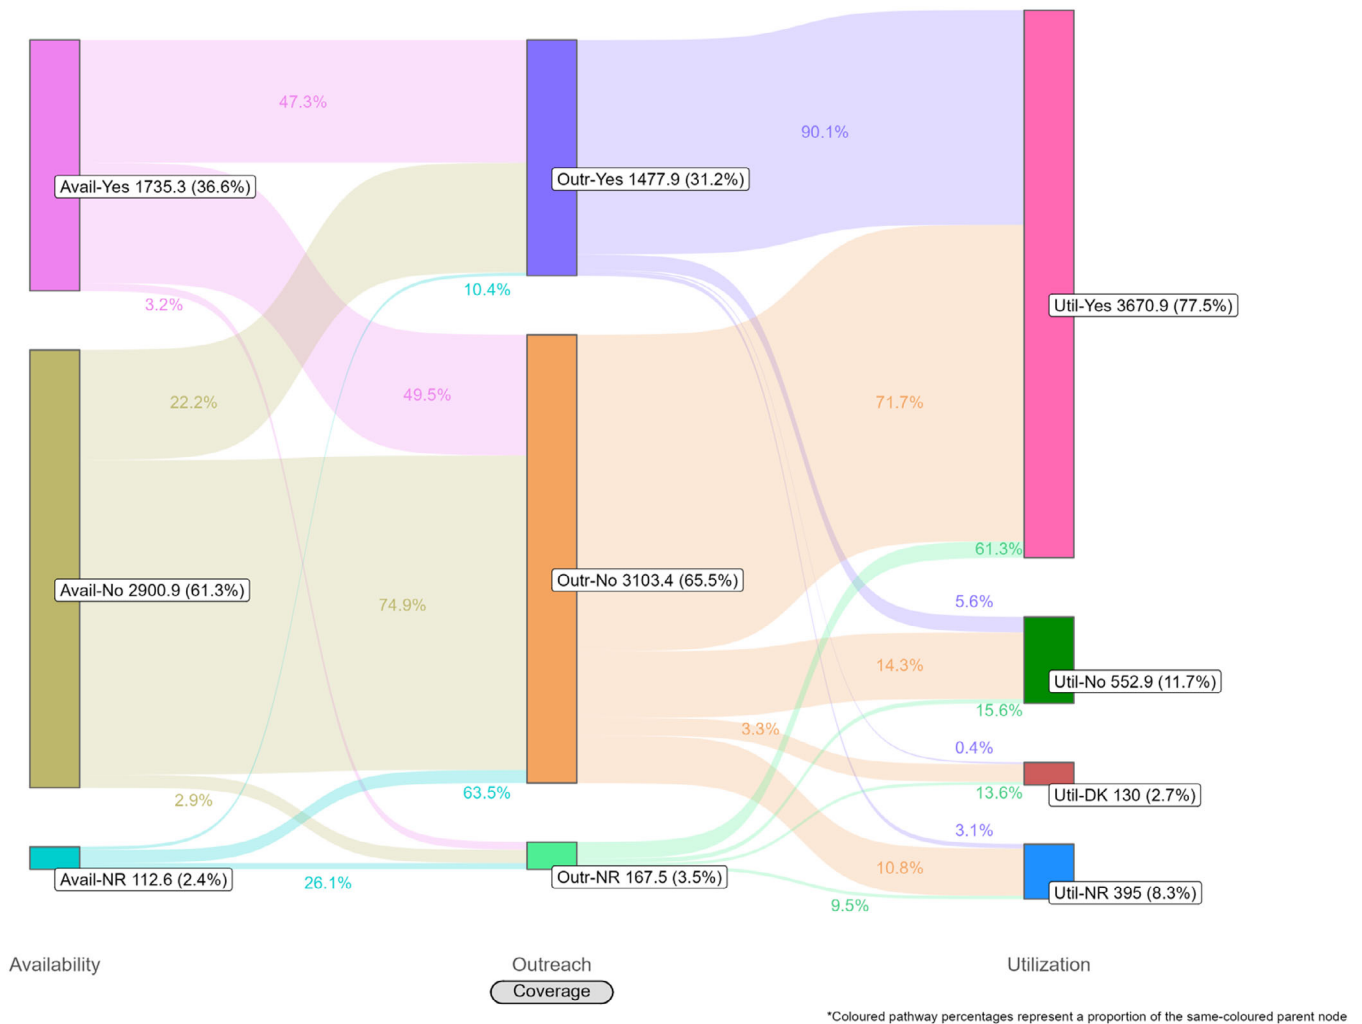 47.3%
90.1%
Avail-Yes 1735.3 (36.6%)
Outr-Yes 1477.9 (31.2%)
3.2%
10.4%
Util-Yes 3670.9 (77.5%)
22.2%
49.5%
71.7%
61.3%
Avail-No 2900.9 (61.3%)
Outr-No 3103.4 (65.5%)
74.9%
5.6%
14.3%
Util-No 552.9 (11.7%)
15.6%
3.3%
0.4%
2.9%
63.5%
13.6%
Util-DK 130 (2.7%)
3.1%
Avail-NR 112.6 (2.4%)
26.1%
Outr-NR 167.5 (3.5%)
10.8%
9.5%
Util-NR 395 (8.3%)
Availability
Outreach
Utilization
Coverage
*Coloured pathway percentages represent a proportion of the same-coloured parent node